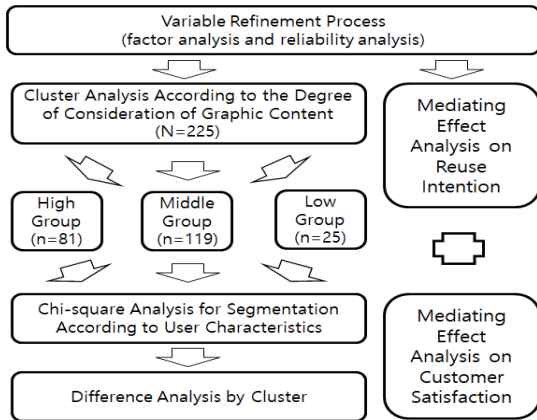 Variable Refinement Process
(factor analysis and reliability analysis)
Cluster Analysis According to the Degree
of Consideration of Graphic Content
(N=225)
High
Group
(n=81)
Middle
Group
(n=119)
Low
Group
(n=25)
Chi-square Analysis for Segmentation
According to User Characteristics
Difference Analysis by Cluster
Mediating
Effect
Analysis on
Reuse
Intention
Mediating
Effect
Analysis on
Customer
Satisfaction